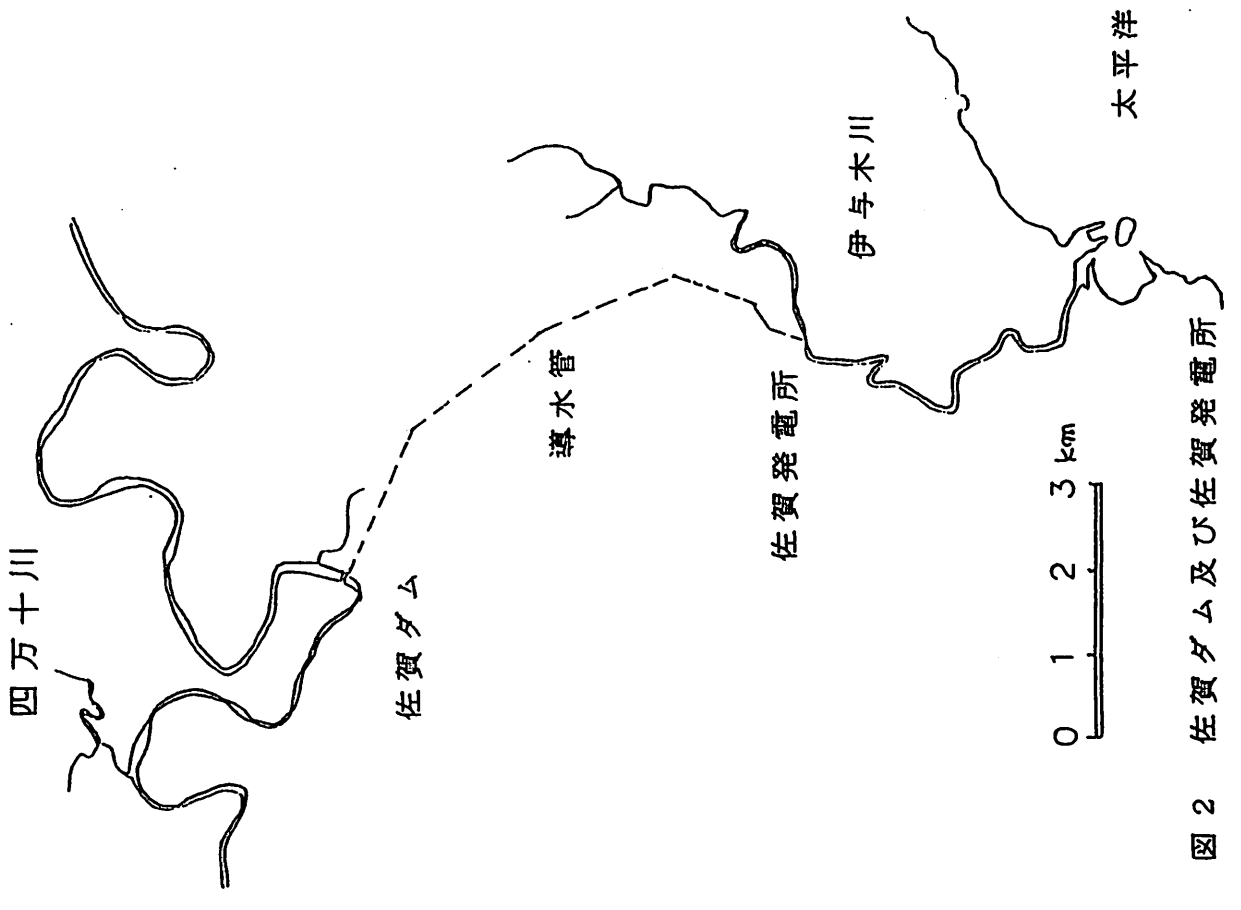 四万十川
佐賀ダム
導水管
佐賀発電所
伊与木川
太平洋
0 1 2 3 km
図2 佐賀ダム及び佐賀発電所